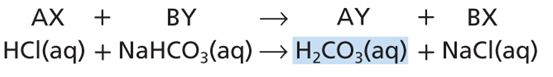 AX + BY → AY + BX
HCl(aq) + NaHCO₃(aq) → H₂CO₃(aq) + NaCl(aq)